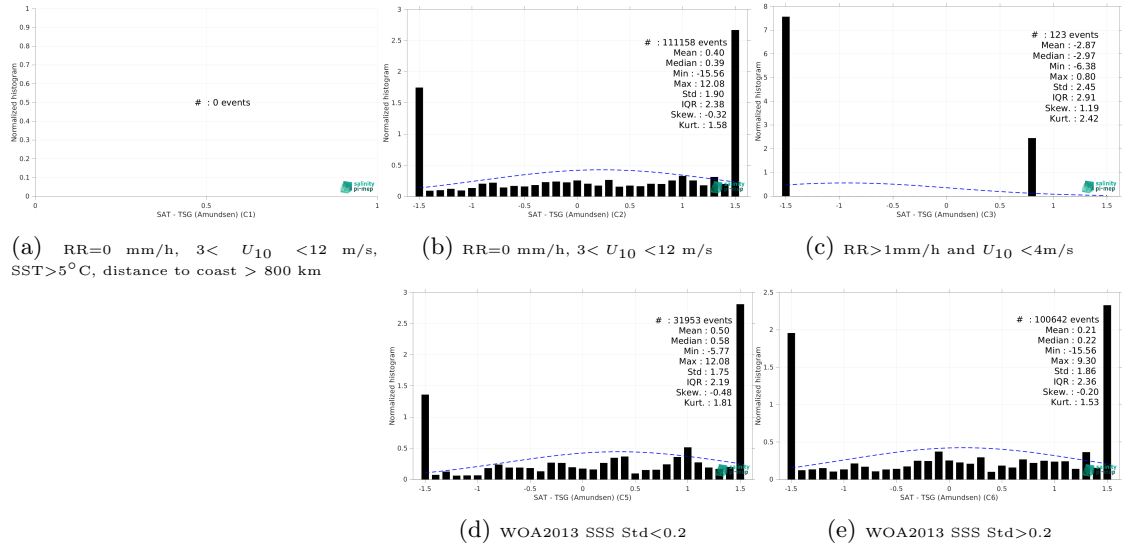 1
0.9
0.8
0.7
0.6
0.5
0.4
0.3
0.2
0.1
0
Normalized histogram
# : 0 events
salinity
pi-mep
0 0.5 1
SAT - TSG (Amundsen) (C1)
(a) RR=0 mm/h, 3< U10 <12 m/s,
SST>5°C, distance to coast > 800 km
3
2.5
2
1.5
1
0.5
0
Normalized histogram
# : 111158 events
Mean : 0.40
Median : 0.39
Min : -15.56
Max : 12.08
Std : 1.90
IQR : 2.38
Skew. : -0.32
Kurt. : 1.58
salinity
pi-mep
-1.5 -1 -0.5 0 0.5 1 1.5
SAT - TSG (Amundsen) (C2)
(b) RR=0 mm/h, 3< U10 <12 m/s
8
7
6
5
4
3
2
1
0
Normalized histogram
# : 123 events
Mean : -2.87
Median : -2.97
Min : -6.38
Max : 0.80
Std : 2.45
IQR : 2.91
Skew. : 1.19
Kurt. : 2.42
salinity
pi-mep
-1.5 -1 -0.5 0 0.5 1 1.5
SAT - TSG (Amundsen) (C3)
(c) RR>1mm/h and U10 <4m/s
3
2.5
2
1.5
1
0.5
0
Normalized histogram
# : 31953 events
Mean : 0.50
Median : 0.58
Min : -5.77
Max : 12.08
Std : 1.75
IQR : 2.19
Skew. : -0.48
Kurt. : 1.81
salinity
pi-mep
-1.5 -1 -0.5 0 0.5 1 1.5
SAT - TSG (Amundsen) (C5)
(d) WOA2013 SSS Std<0.2
2.5
2
1.5
1
0.5
0
Normalized histogram
# : 100642 events
Mean : 0.21
Median : 0.22
Min : -15.56
Max : 9.30
Std : 1.86
IQR : 2.36
Skew. : -0.20
Kurt. : 1.53
salinity
pi-mep
-1.5 -1 -0.5 0 0.5 1 1.5
SAT - TSG (Amundsen) (C6)
(e) WOA2013 SSS Std>0.2